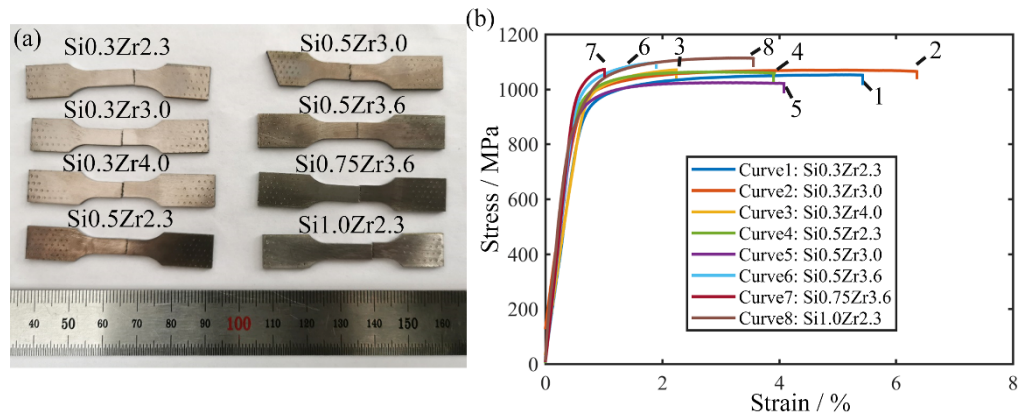 (a)
Si0.3Zr2.3
Si0.5Zr3.0
Si0.3Zr3.0
Si0.5Zr3.6
Si0.3Zr4.0
Si0.75Zr3.6
Si0.5Zr2.3
Si1.0Zr2.3
40 50 60 70 80 90 100 110 120 130 140 150 160
(b)
1200
1000
800
600
400
200
0
Stress / MPa
7 6 3 8 4 2
5 1
Curve1: Si0.3Zr2.3
Curve2: Si0.3Zr3.0
Curve3: Si0.3Zr4.0
Curve4: Si0.5Zr2.3
Curve5: Si0.5Zr3.0
Curve6: Si0.5Zr3.6
Curve7: Si0.75Zr3.6
Curve8: Si1.0Zr2.3
0 2 4 6 8
Strain / %